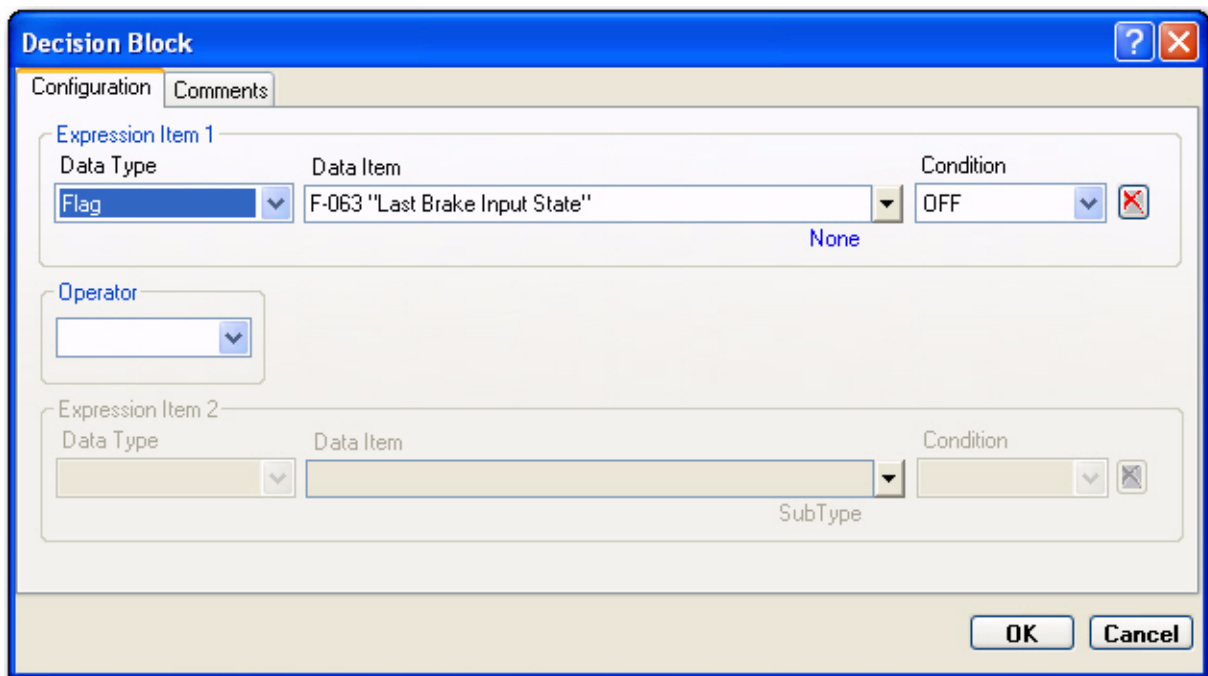 Decision Block
Configuration Comments
Expression Item 1
Data Type Data Item Condition
Flag F-063 "Last Brake Input State" OFF
None
Operator
Expression Item 2
Data Type Data Item Condition
SubType
OK Cancel